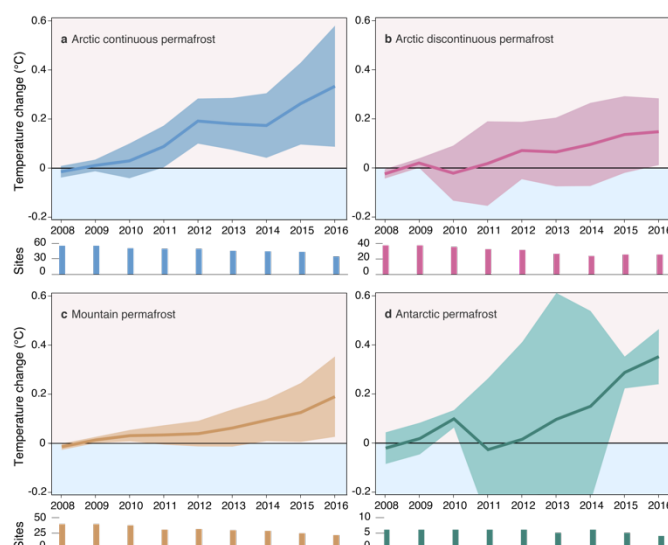 a Arctic continuous permafrost
b Arctic discontinuous permafrost
Temperature change (°C)
0.6
0.4
0.2
0
-0.2
0.6
0.4
0.2
0
-0.2
2008 2009 2010 2011 2012 2013 2014 2015 2016
2008 2009 2010 2011 2012 2013 2014 2015 2016
Sites
60
30
0
40
20
0
c Mountain permafrost
d Antarctic permafrost
Temperature change (°C)
0.6
0.4
0.2
0
-0.2
0.6
0.4
0.2
0
-0.2
2008 2009 2010 2011 2012 2013 2014 2015 2016
2008 2009 2010 2011 2012 2013 2014 2015 2016
Sites
50
25
0
10
5
0